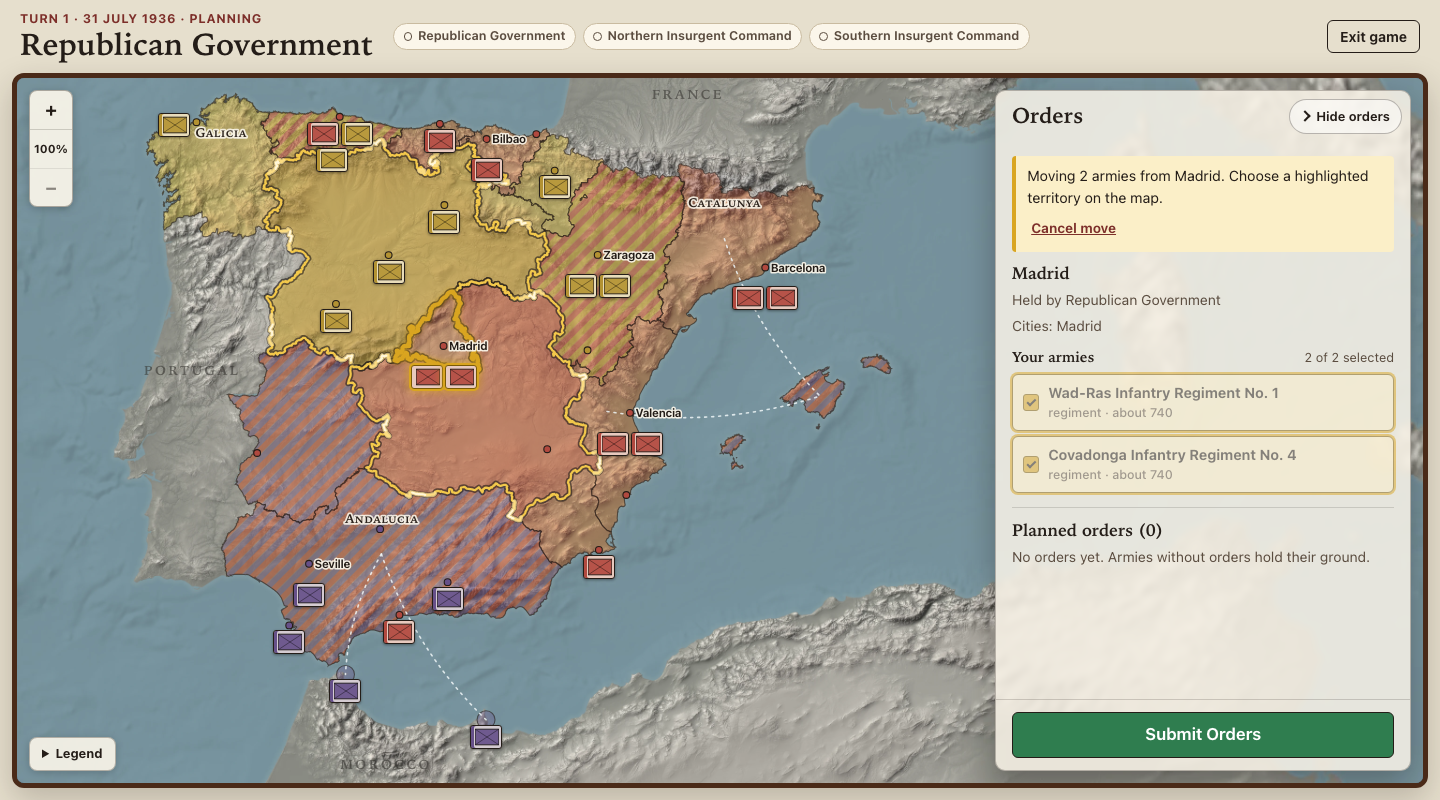 TURN 1 · 31 JULY 1936 · PLANNING
Republican Government
Republican Government
Northern Insurgent Command
Southern Insurgent Command
Exit game
+
100%
−
FRANCE
GALICIA
Bilbao
CATALUNYA
Zaragoza
Barcelona
Madrid
PORTUGAL
Valencia
ANDALUCIA
Seville
MOROCCO
Legend
Orders
Hide orders
Moving 2 armies from Madrid. Choose a highlighted
territory on the map.
Cancel move
Madrid
Held by Republican Government
Cities: Madrid
Your armies
2 of 2 selected
Wad-Ras Infantry Regiment No. 1
regiment · about 740
Covadonga Infantry Regiment No. 4
regiment · about 740
Planned orders (0)
No orders yet. Armies without orders hold their ground.
Submit Orders